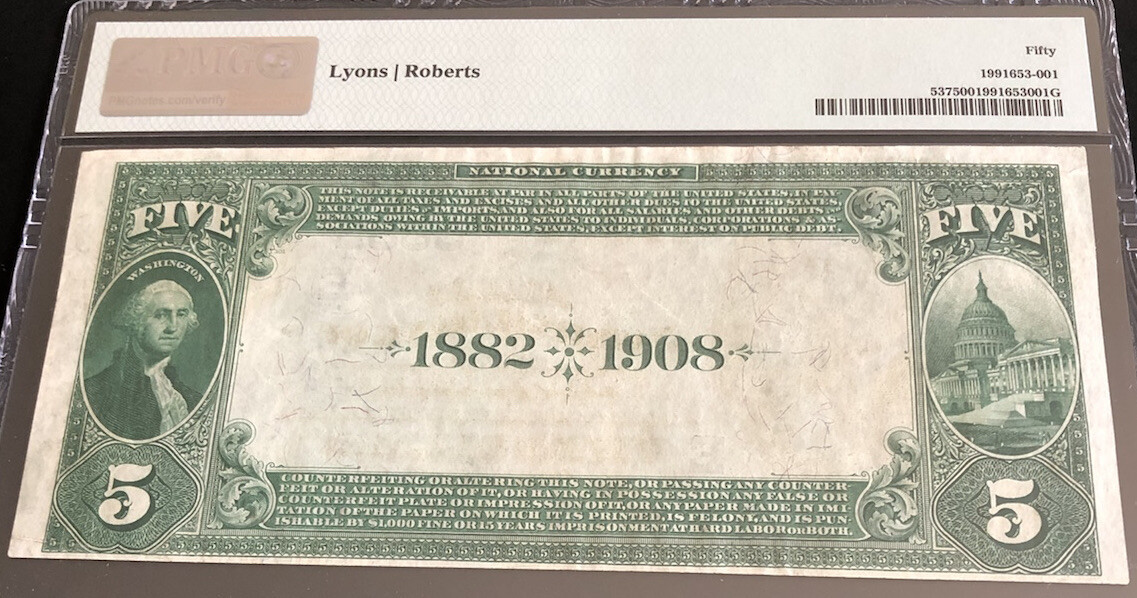 PMG
PMGnotes.com/verify
Lyons | Roberts
Fifty
1991653-001
5375001991653001G
NATIONAL CURRENCY
THIS NOTE IS RECEIVABLE AT PAR IN ALL PARTS OF THE UNITED STATES, IN PAY
MENT OF ALL TAXES AND EXCISES AND ALL OTHER DUES TO THE UNITED STATES,
EXCEPT DUTIES ON IMPORTS, AND ALSO FOR ALL SALARIES AND OTHER DEBTS &
DEMANDS OWING BY THE UNITED STATES TO INDIVIDUALS, CORPORATIONS & AS-
SOCIATIONS WITHIN THE UNITED STATES, EXCEPT INTEREST ON PUBLIC DEBT.
FIVE
FIVE
WASHINGTON
1882 1908
COUNTERFEITING OR ALTERING THIS NOTE, OR PASSING ANY COUNTER
FEIT OR ALTERATION OF IT, OR HAVING IN POSSESSION ANY FALSE OR
COUNTERFEIT PLATE OR IMPRESSION OF IT, OR ANY PAPER MADE IN IMI
TATION OF THE PAPER ON WHICH IT IS PRINTED, IS FELONY, AND IS PUN
ISHABLE BY $1,000 FINE OR 15 YEARS IMPRISONMENT AT HARD LABOR OR BOTH.
5
5